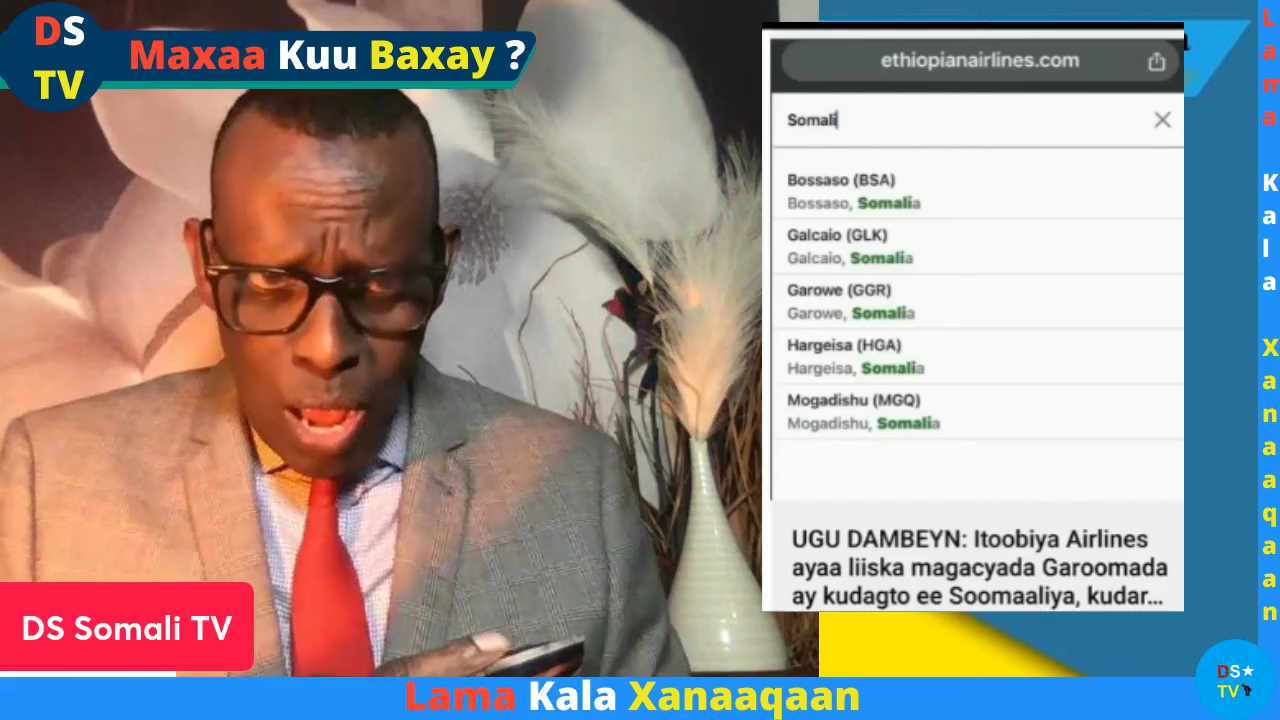 DS
TV
Maxaa Kuu Baxay ?
ethiopianairlines.com
Somali
Bossaso (BSA)
Bossaso, Somalia
Galcaio (GLK)
Galcaio, Somalia
Garowe (GGR)
Garowe, Somalia
Hargeisa (HGA)
Hargeisa, Somalia
Mogadishu (MGQ)
Mogadishu, Somalia
UGU DAMBEYN: Itoobiya Airlines
ayaa liiska magacyada Garoomada
ay kudagto ee Soomaaliya, kudar...
DS Somali TV
Lama Kala Xanaaqaan
Lama Kala Xanaaqaan
DS★
TV